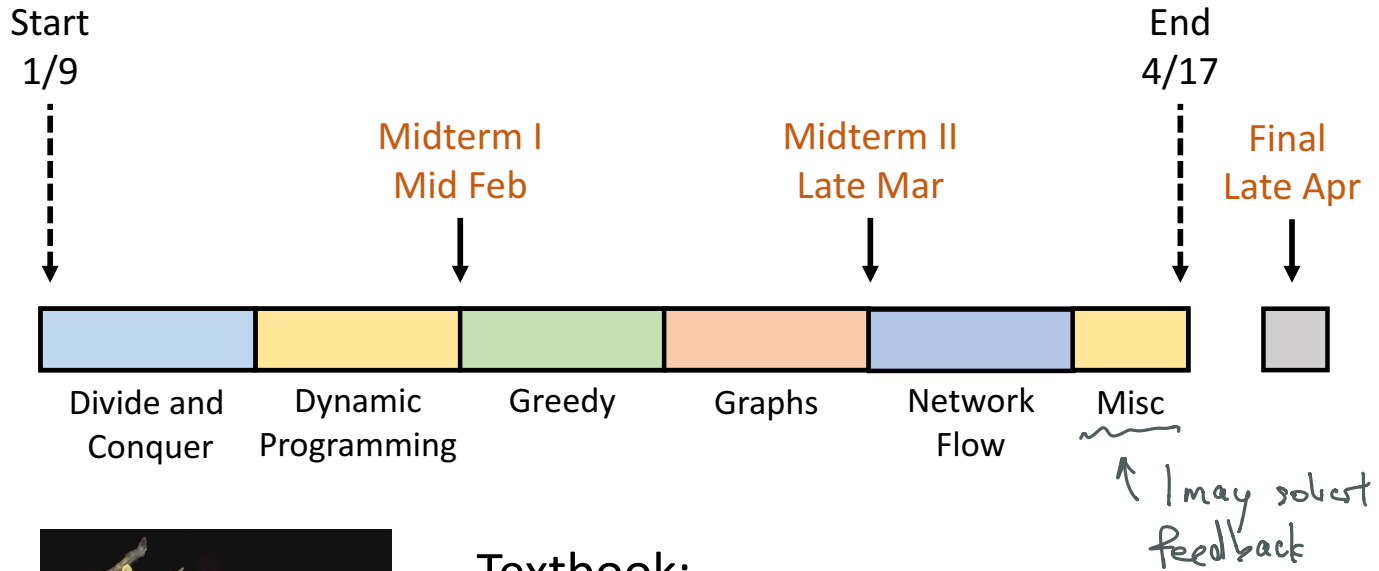 Start
1/9
End
4/17
Midterm I
Mid Feb
Midterm II
Late Mar
Final
Late Apr
Divide and
Conquer
Dynamic
Programming
Greedy
Graphs
Network
Flow
Misc
↑ I may solicit
feedback
Textbook: